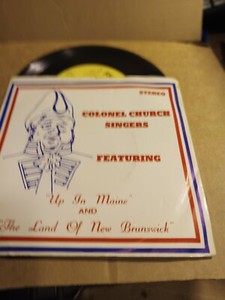 STEREO
COLONEL CHURCH
SINGERS
FEATURING
"Up In Maine"
AND
"The Land Of New Brunswick"